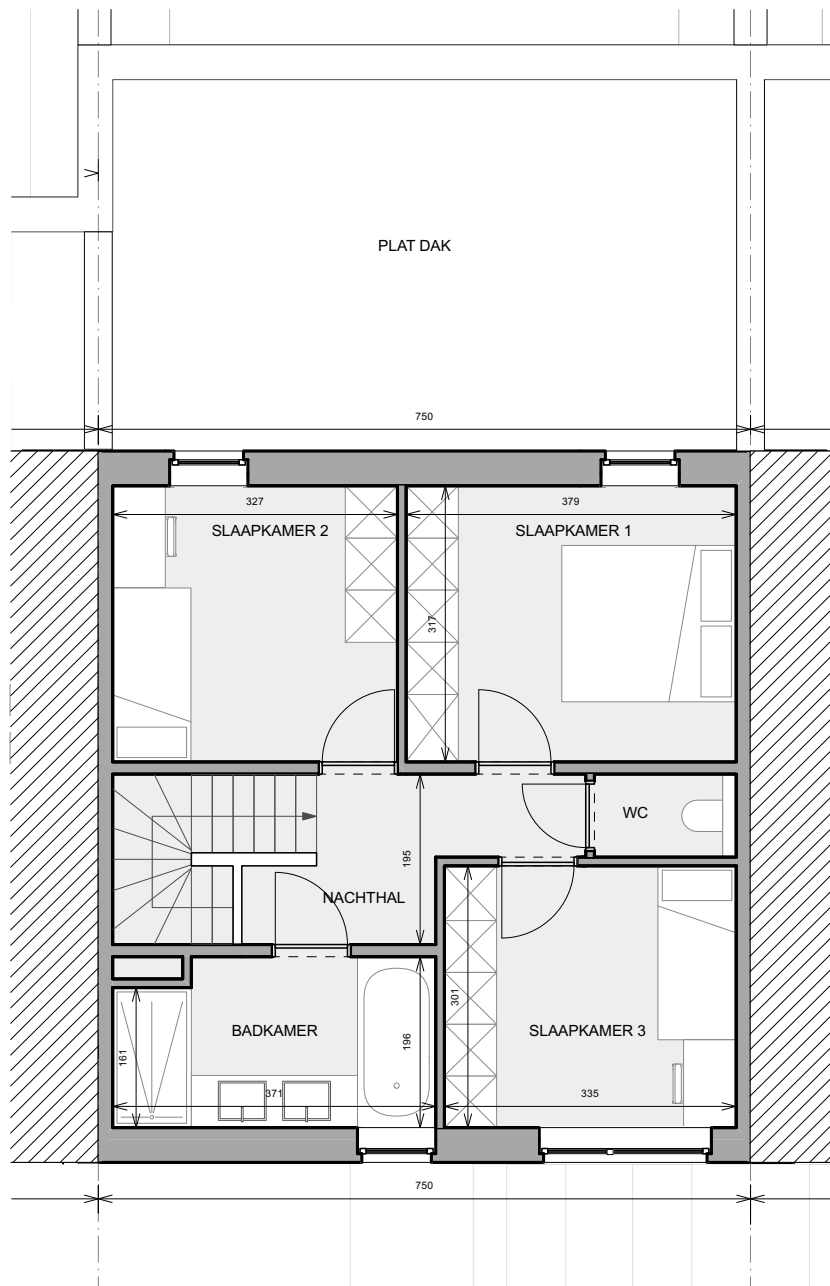 PLAT DAK
750
327
379
SLAAPKAMER 2
SLAAPKAMER 1
317
WC
195
NACHTHAL
301
161
BADKAMER
196
SLAAPKAMER 3
371
335
750